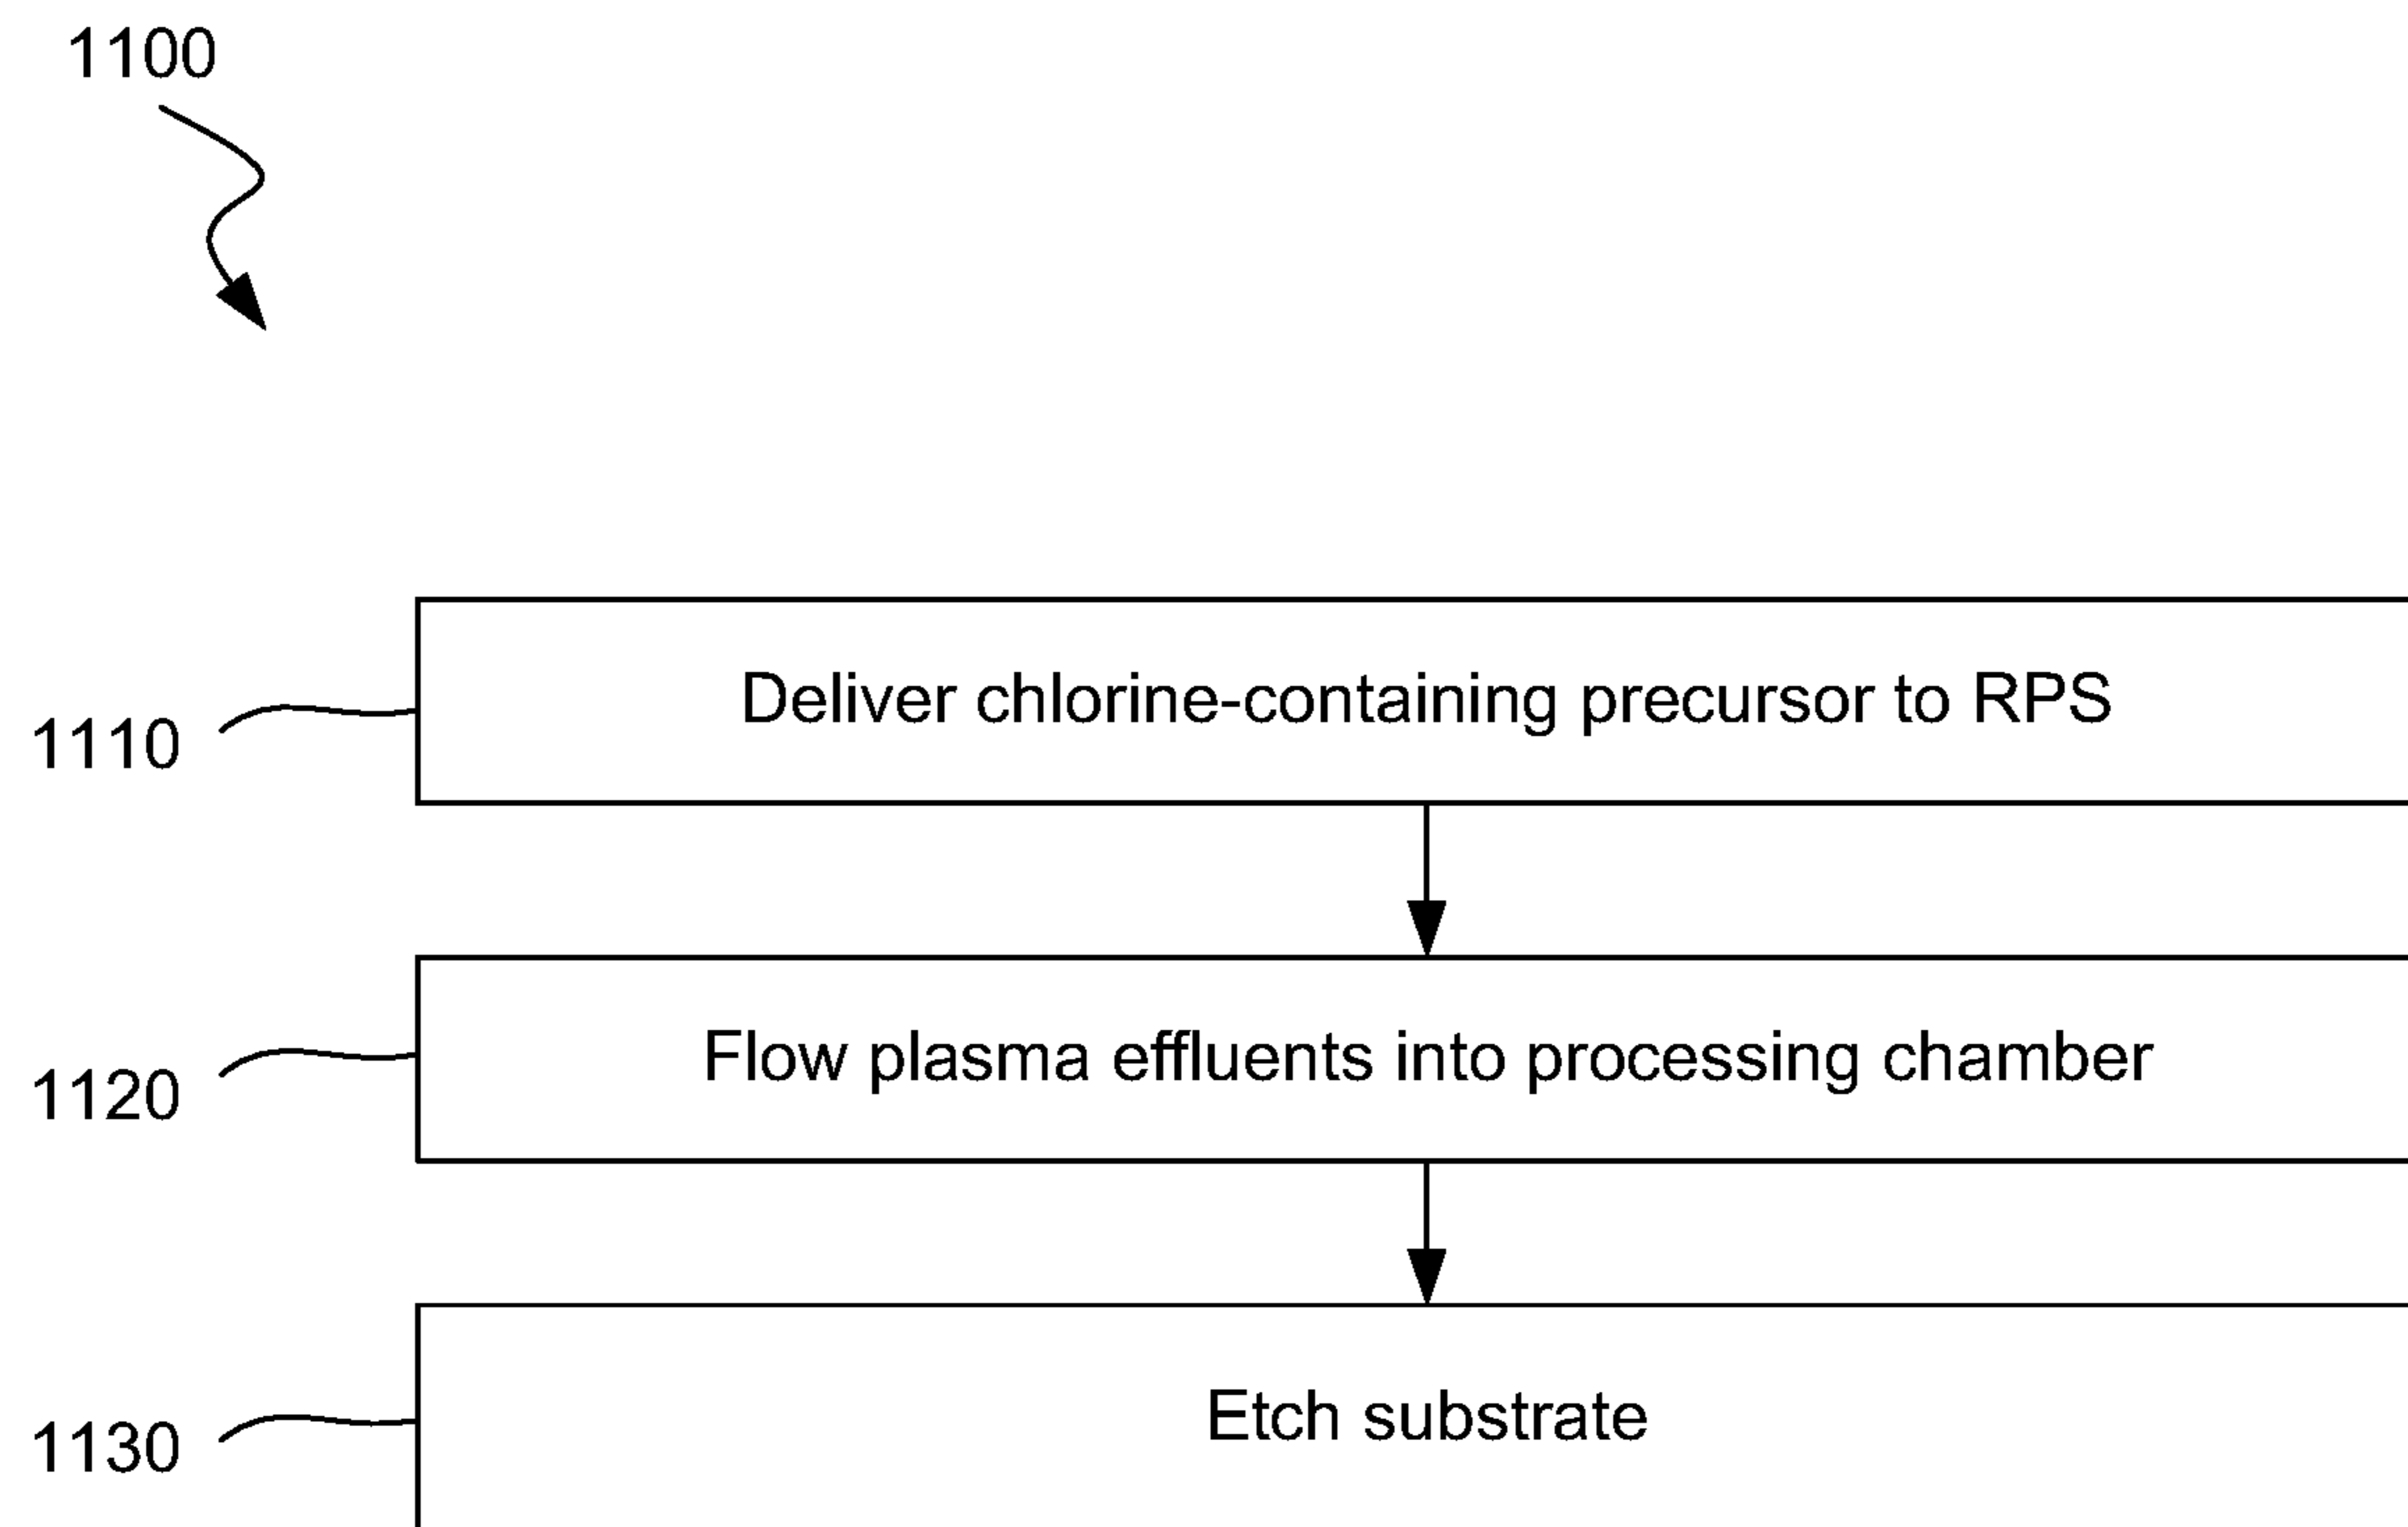 1100
Deliver chlorine-containing precursor to RPS
1110
Flow plasma effluents into processing chamber
1120
Etch substrate
1130